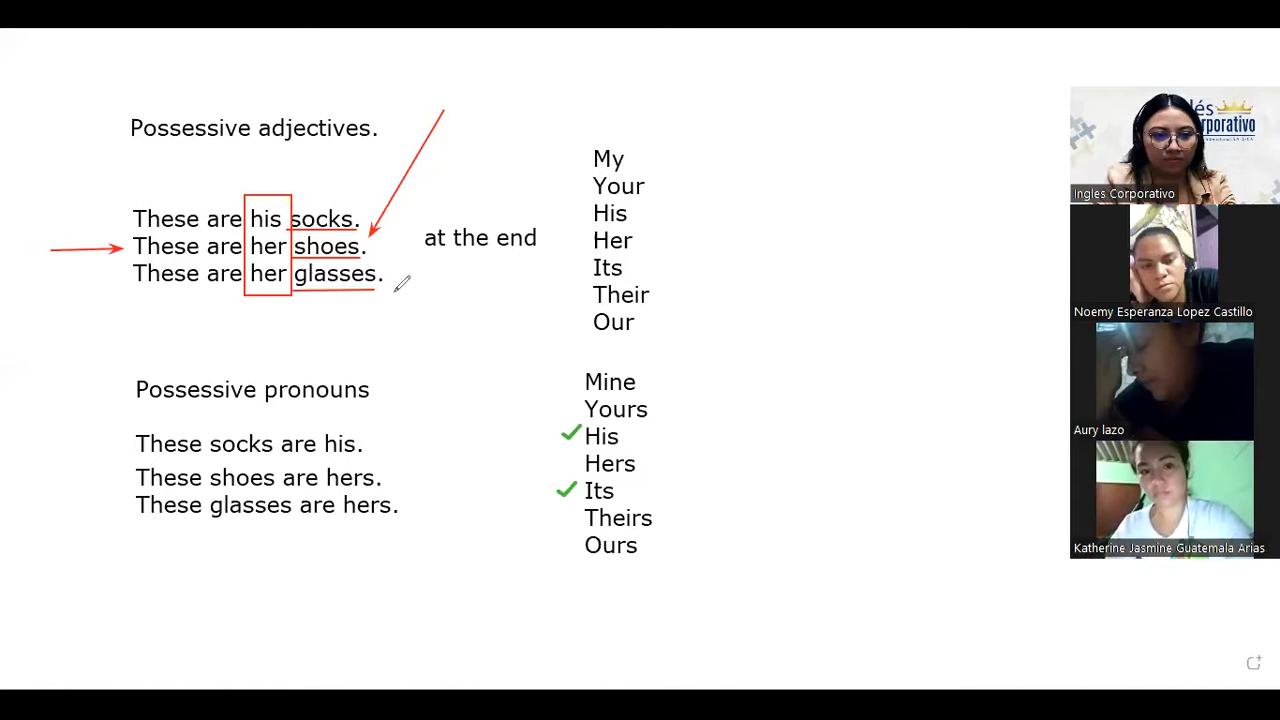 Possessive adjectives.
These are his socks.
These are her shoes.
These are her glasses.
at the end
My
Your
His
Her
Its
Their
Our
Possessive pronouns
These socks are his.
These shoes are hers.
These glasses are hers.
Mine
Yours
His
Hers
Its
Theirs
Ours
Ingles Corporativo
Noemy Esperanza Lopez Castillo
Aury lazo
Katherine Jasmine Guatemala Arias